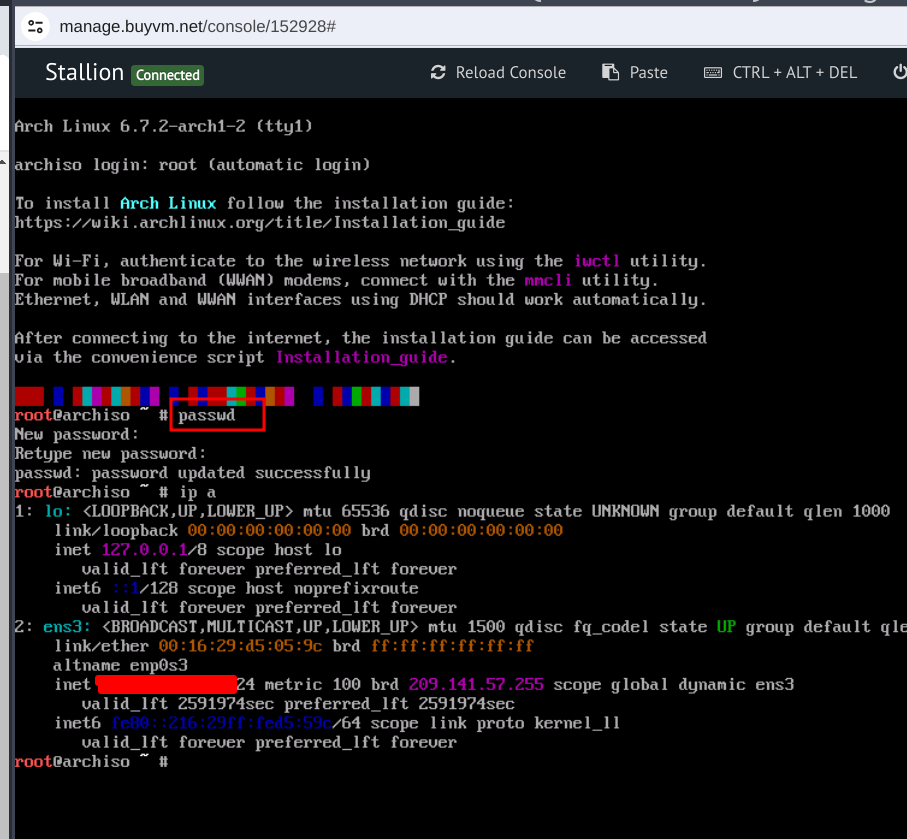 manage.buyvm.net/console/152928#
Stallion Connected Reload Console Paste CTRL + ALT + DEL
Arch Linux 6.7.2-arch1-2 (tty1)
archiso login: root (automatic login)
To install Arch Linux follow the installation guide:
https://wiki.archlinux.org/title/Installation_guide
For Wi-Fi, authenticate to the wireless network using the iwctl utility.
For mobile broadband (WWAN) modems, connect with the mmcli utility.
Ethernet, WLAN and WWAN interfaces using DHCP should work automatically.
After connecting to the internet, the installation guide can be accessed
via the convenience script Installation_guide.
root@archiso ~ # passwd
New password:
Retype new password:
passwd: password updated successfully
root@archiso ~ # ip a
1: lo: <LOOPBACK,UP,LOWER_UP> mtu 65536 qdisc noqueue state UNKNOWN group default qlen 1000
link/loopback 00:00:00:00:00:00 brd 00:00:00:00:00:00
inet 127.0.0.1/8 scope host lo
valid_lft forever preferred_lft forever
inet6 ::1/128 scope host noprefixroute
valid_lft forever preferred_lft forever
2: ens3: <BROADCAST,MULTICAST,UP,LOWER_UP> mtu 1500 qdisc fq_codel state UP group default qle
link/ether 00:16:29:d5:05:9c brd ff:ff:ff:ff:ff:ff
altname enp0s3
inet 24 metric 100 brd 209.141.57.255 scope global dynamic ens3
valid_lft 2591974sec preferred_lft 2591974sec
inet6 fe80::216:29ff:fed5:59c/64 scope link proto kernel_ll
valid_lft forever preferred_lft forever
root@archiso ~ #